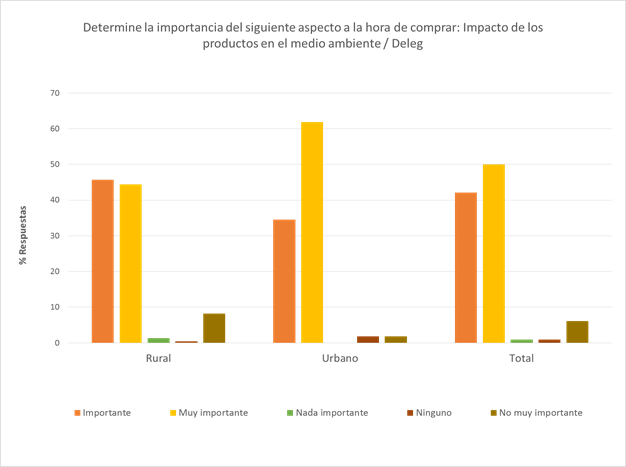 Determine la importancia del siguiente aspecto a la hora de comprar: Impacto de los
productos en el medio ambiente / Deleg
70
60
50
40
30
20
10
0
% Respuestas
Rural Urbano Total
Importante Muy importante Nada importante Ninguno No muy importante